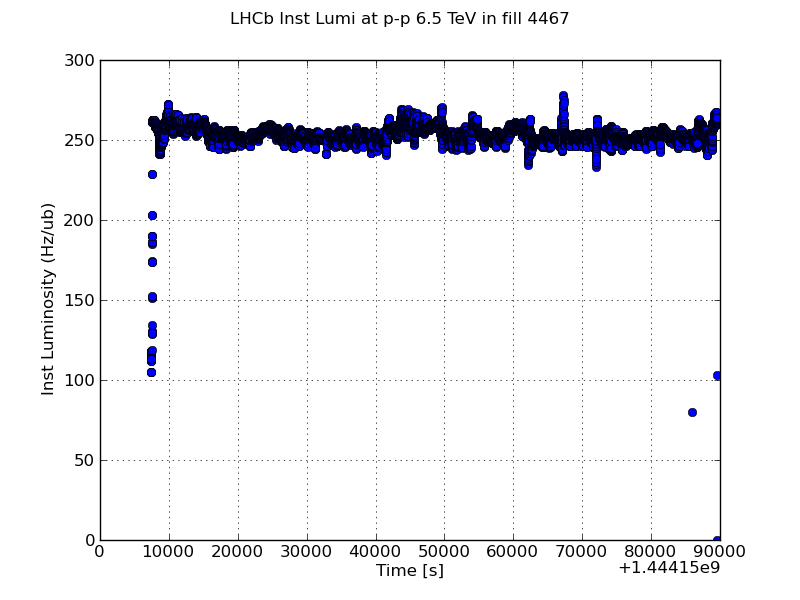 LHCb Inst Lumi at p-p 6.5 TeV in fill 4467
300
250
200
150
100
50
0
Inst Luminosity (Hz/ub)
0 10000 20000 30000 40000 50000 60000 70000 80000 90000
Time [s]
+1.44415e9